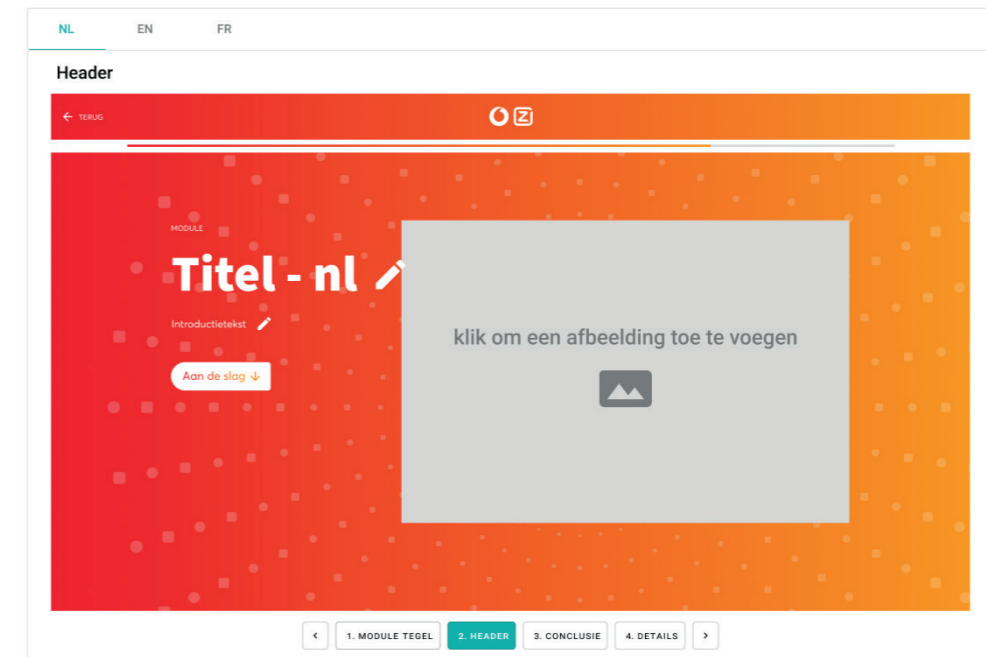 NL EN FR
Header
← TERUG
MODULE
Titel - nl
Introductietekst
Aan de slag ↓
klik om een afbeelding toe te voegen
< 1. MODULE TEGEL 2. HEADER 3. CONCLUSIE 4. DETAILS >